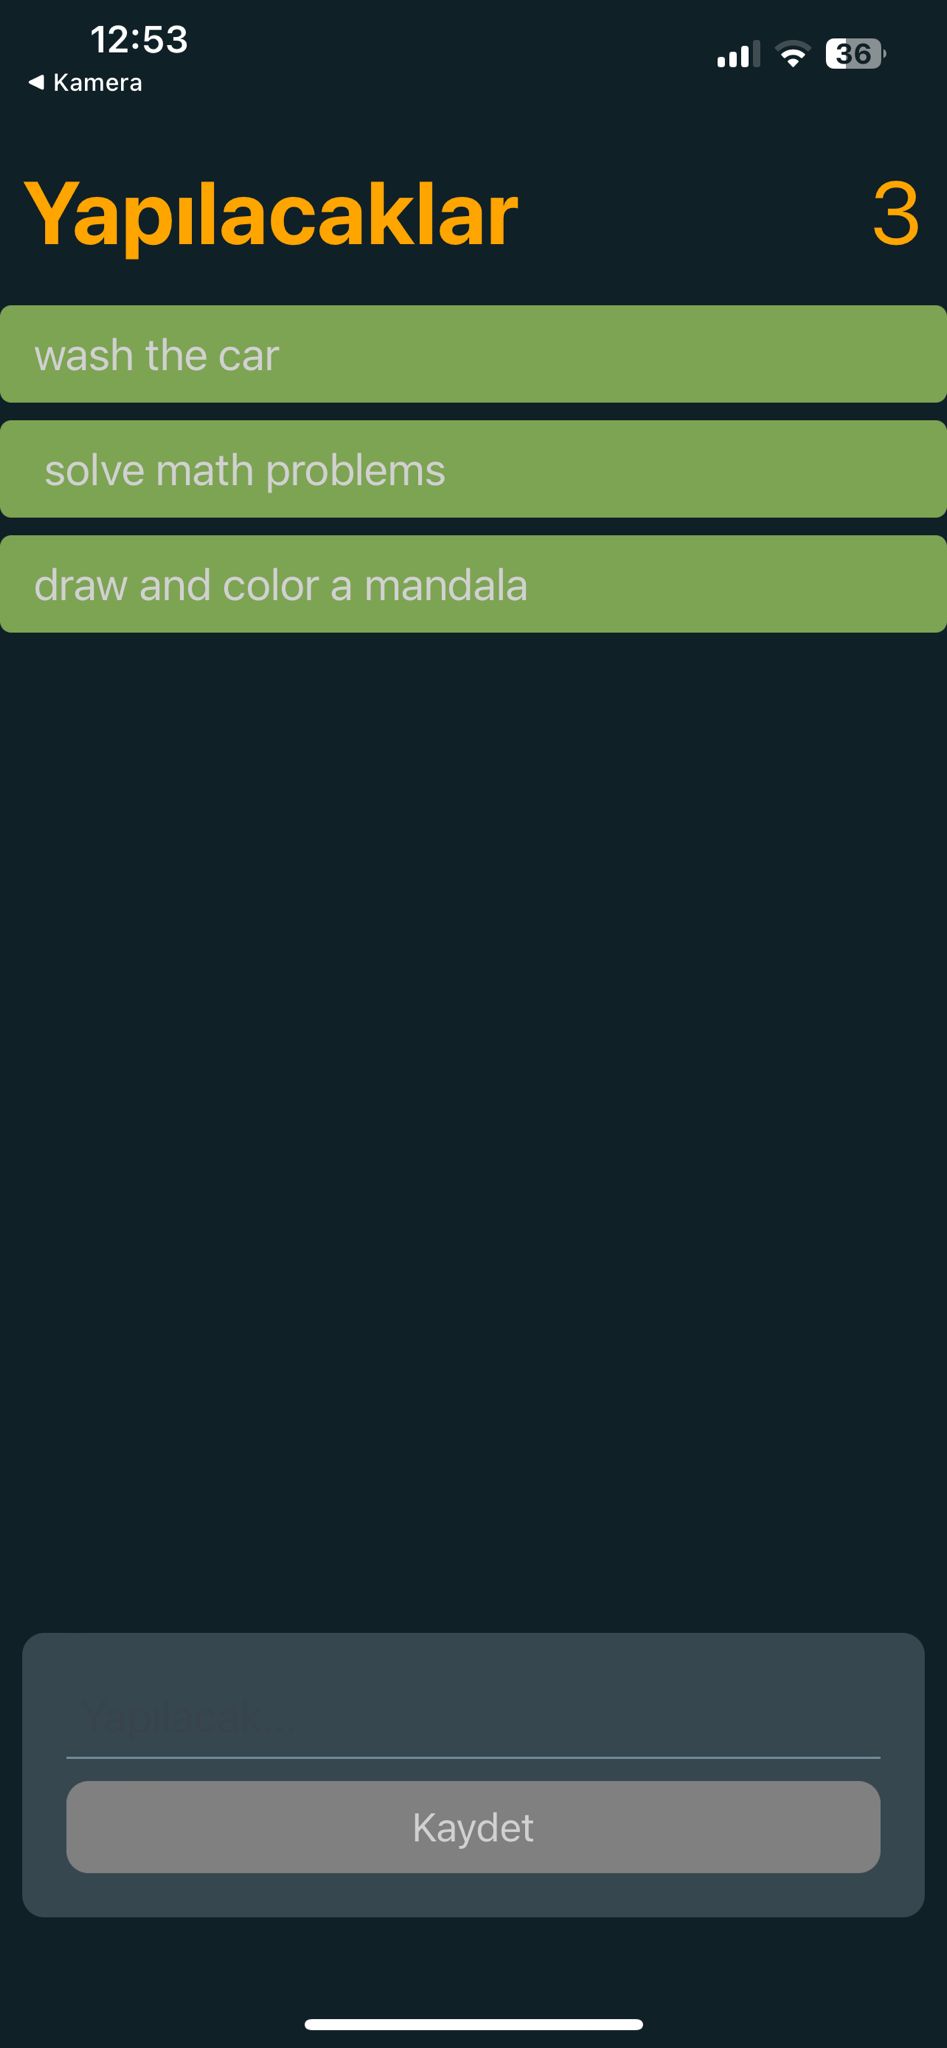 12:53
36
◀ Kamera
Yapılacaklar 3
wash the car
solve math problems
draw and color a mandala
Yapılacak...
Kaydet